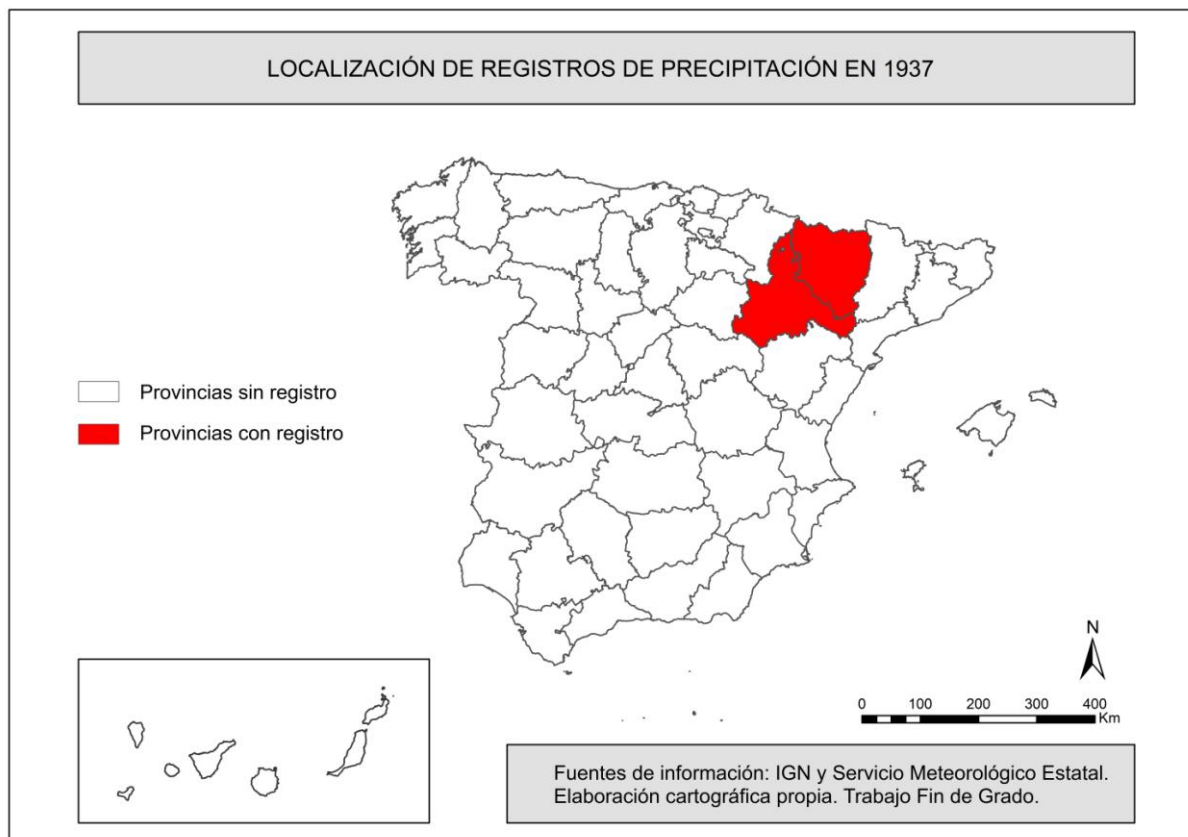 LOCALIZACIÓN DE REGISTROS DE PRECIPITACIÓN EN 1937
Provincias sin registro
Provincias con registro
N
0 100 200 300 400
Km
Fuentes de información: IGN y Servicio Meteorológico Estatal.
Elaboración cartográfica propia. Trabajo Fin de Grado.